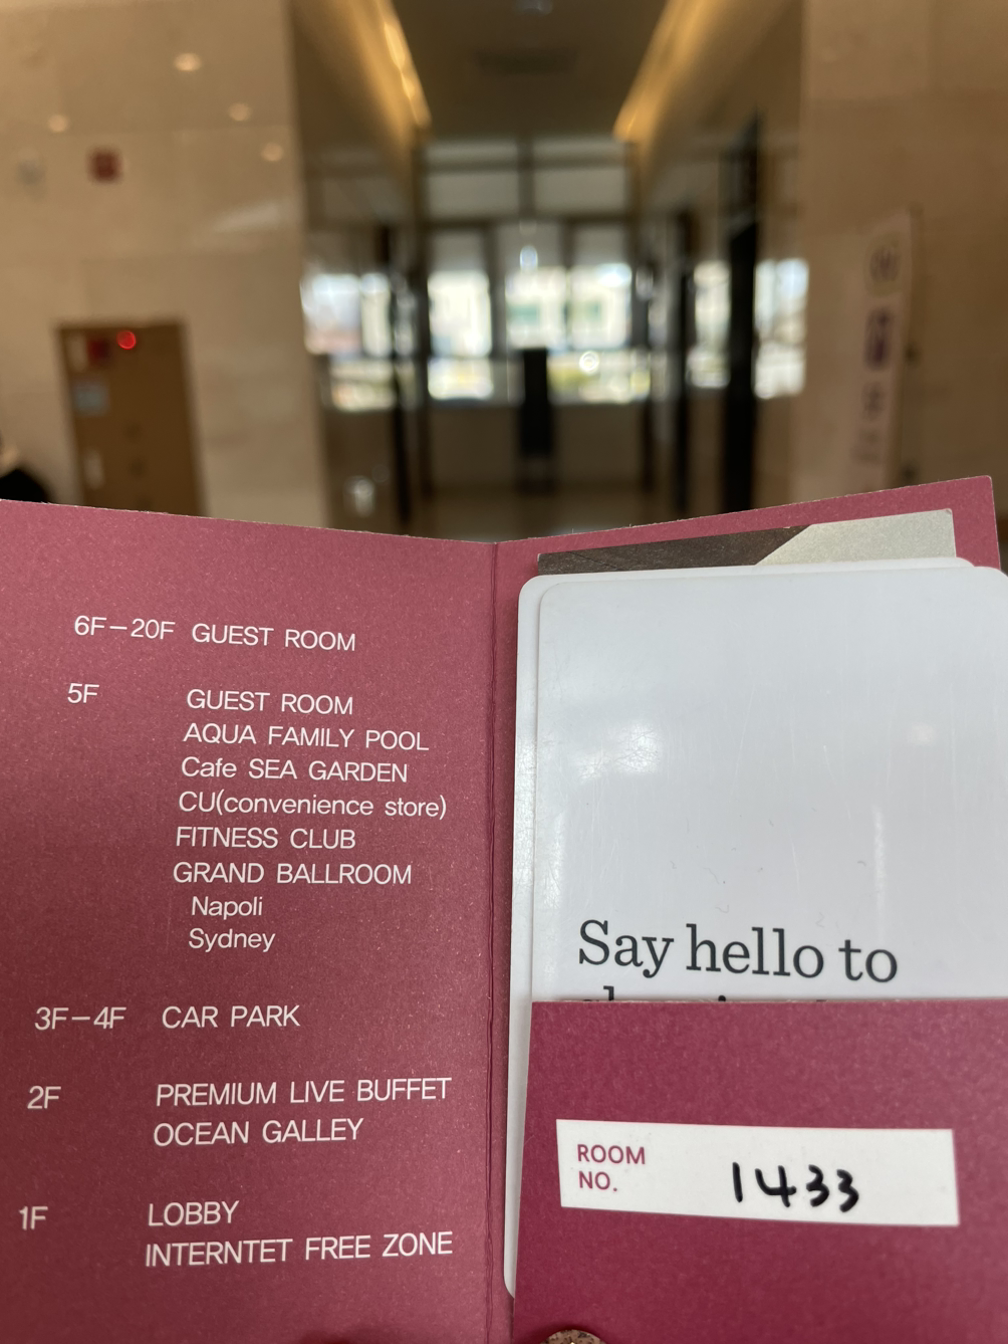 6F-20F GUEST ROOM
5F GUEST ROOM
AQUA FAMILY POOL
Cafe SEA GARDEN
CU(convenience store)
FITNESS CLUB
GRAND BALLROOM
Napoli
Sydney
3F-4F CAR PARK
2F PREMIUM LIVE BUFFET
OCEAN GALLEY
1F LOBBY
INTERNTET FREE ZONE
Say hello to
ROOM
NO. 1433